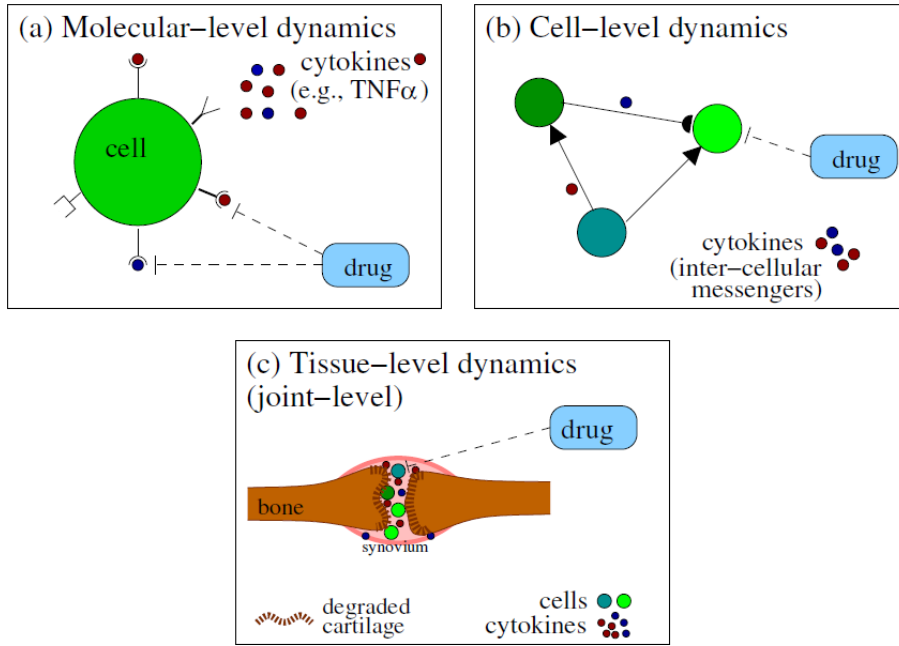 (a) Molecular−level dynamics
cytokines
(e.g., TNFα)
cell
drug
(b) Cell−level dynamics
drug
cytokines
(inter−cellular
messengers)
(c) Tissue−level dynamics
(joint−level)
drug
bone
synovium
degraded
cartilage
cells
cytokines